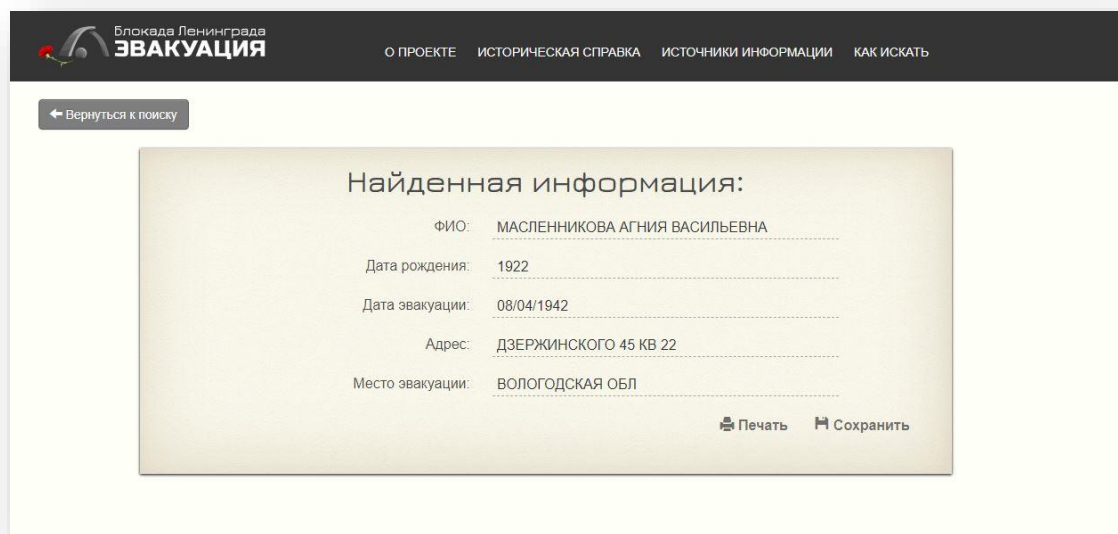 Блокада Ленинграда
ЭВАКУАЦИЯ
О ПРОЕКТЕ ИСТОРИЧЕСКАЯ СПРАВКА ИСТОЧНИКИ ИНФОРМАЦИИ КАК ИСКАТЬ
Вернуться к поиску
Найденная информация:
ФИО: МАСЛЕННИКОВА АГНИЯ ВАСИЛЬЕВНА
Дата рождения: 1922
Дата эвакуации: 08/04/1942
Адрес: ДЗЕРЖИНСКОГО 45 КВ 22
Место эвакуации: ВОЛОГОДСКАЯ ОБЛ
Печать Сохранить